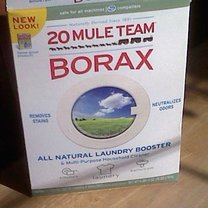 safe for all machines
compatible
Naturally Derived Since 1891
NEW
LOOK!
20 MULE TEAM
BORAX
REMOVES
STAINS
NEUTRALIZES
ODORS
ALL NATURAL LAUNDRY BOOSTER
& Multi-Purpose Household Cleaner
laundry